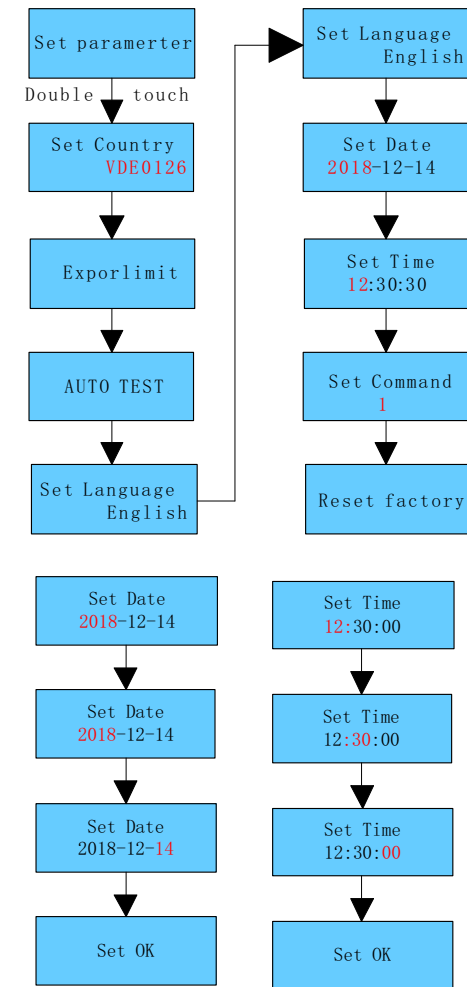 Set paramerter
Double touch
Set Country
VDE0126
Exporlimit
AUTO TEST
Set Language
English
Set Language
English
Set Date
2018-12-14
Set Time
12:30:30
Set Command
1
Reset factory
Set Date
2018-12-14
Set Date
2018-12-14
Set Date
2018-12-14
Set OK
Set Time
12:30:00
Set Time
12:30:00
Set Time
12:30:00
Set OK